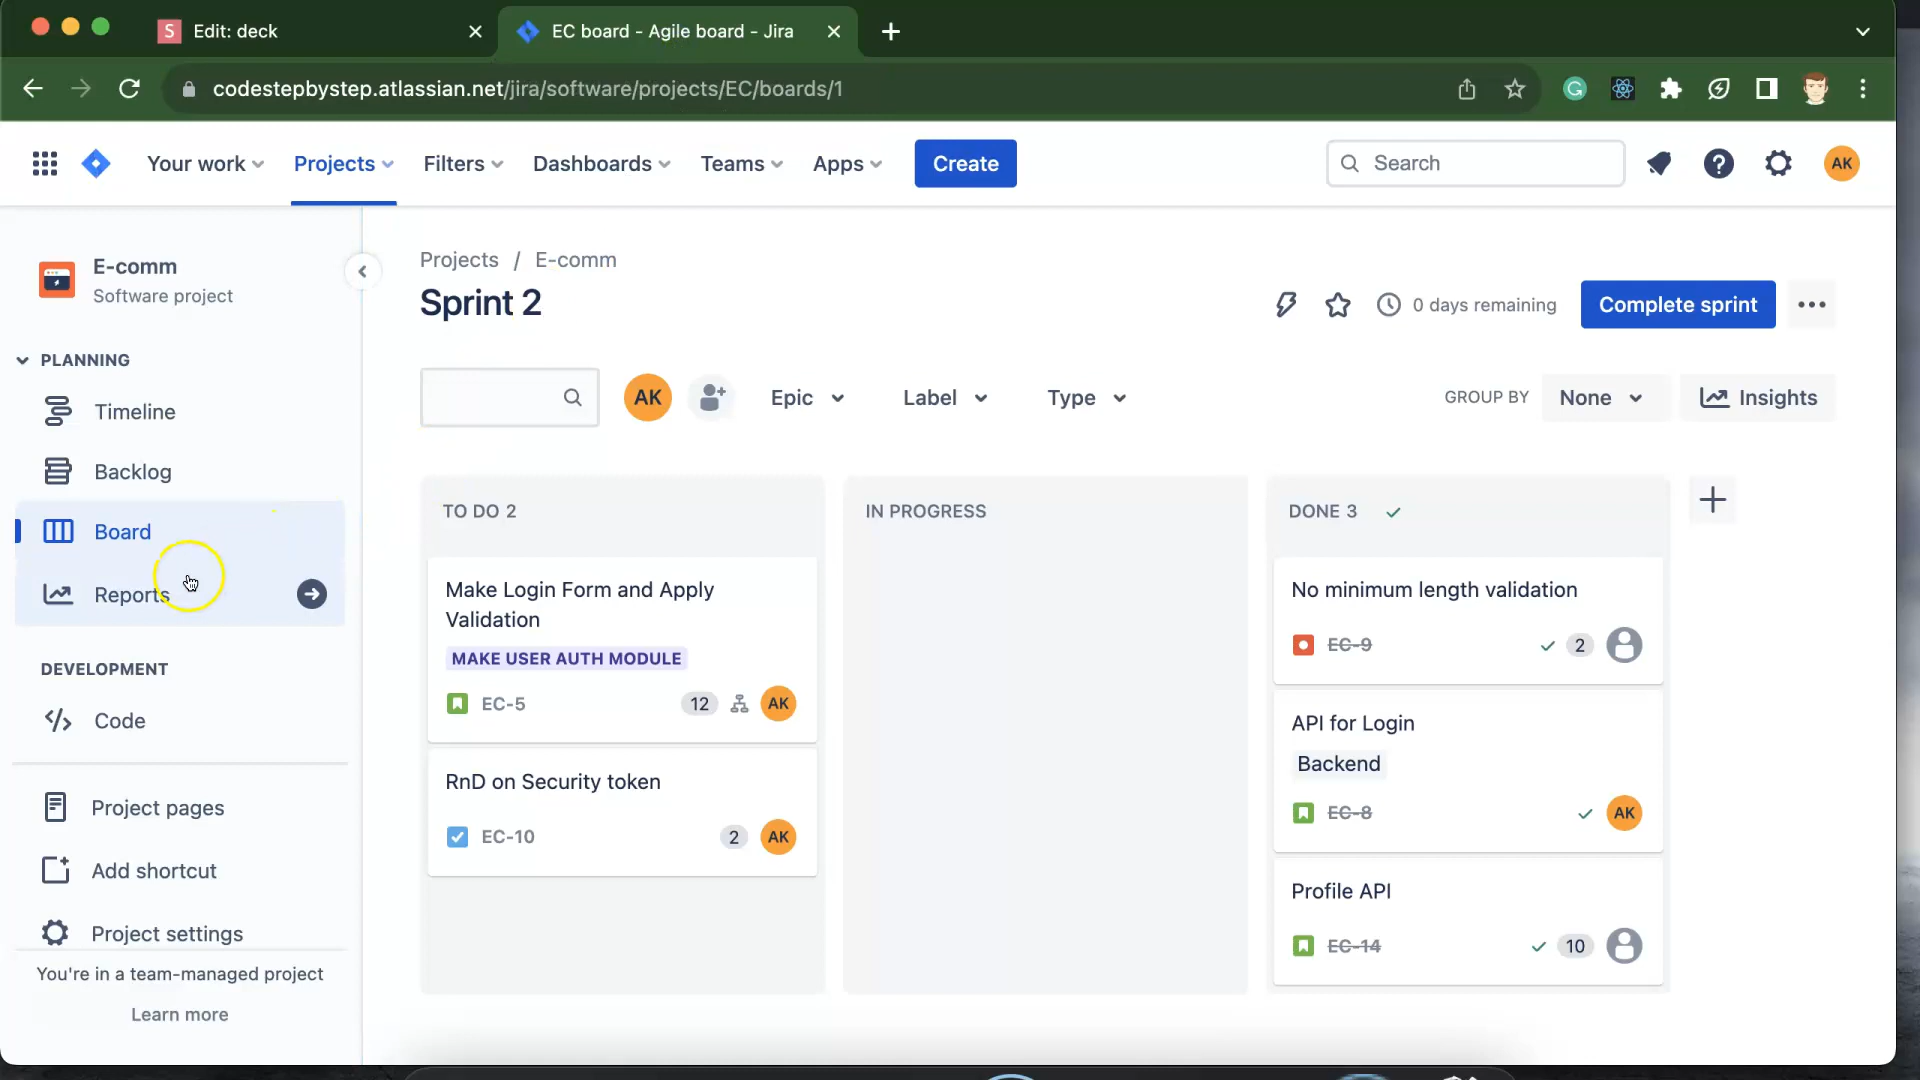 S Edit: deck
EC board - Agile board - Jira
codestepbystep.atlassian.net/jira/software/projects/EC/boards/1
Your work
Projects
Filters
Dashboards
Teams
Apps
Create
Search
AK
E-comm
Software project
PLANNING
Timeline
Backlog
Board
Reports
DEVELOPMENT
Code
Project pages
Add shortcut
Project settings
You're in a team-managed project
Learn more
Projects / E-comm
Sprint 2
0 days remaining
Complete sprint
AK
Epic
Label
Type
GROUP BY
None
Insights
TO DO 2
Make Login Form and Apply
Validation
MAKE USER AUTH MODULE
EC-5
12
AK
RnD on Security token
EC-10
2
AK
IN PROGRESS
DONE 3
No minimum length validation
EC-9
2
API for Login
Backend
EC-8
AK
Profile API
EC-14
10